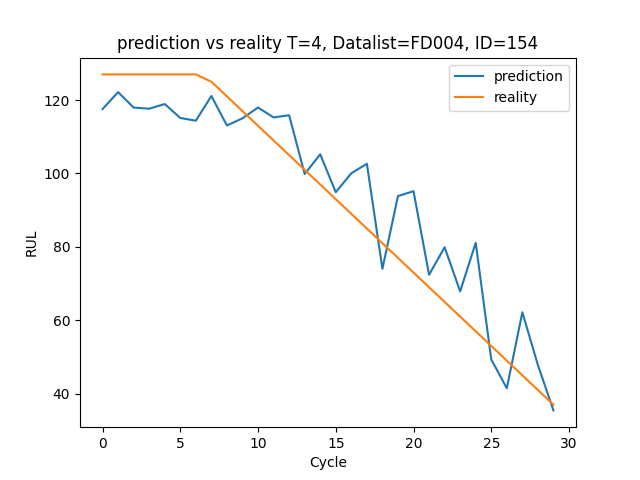 prediction vs reality T=4, Datalist=FD004, ID=154
prediction
reality
120
100
80
60
40
RUL
0 5 10 15 20 25 30
Cycle